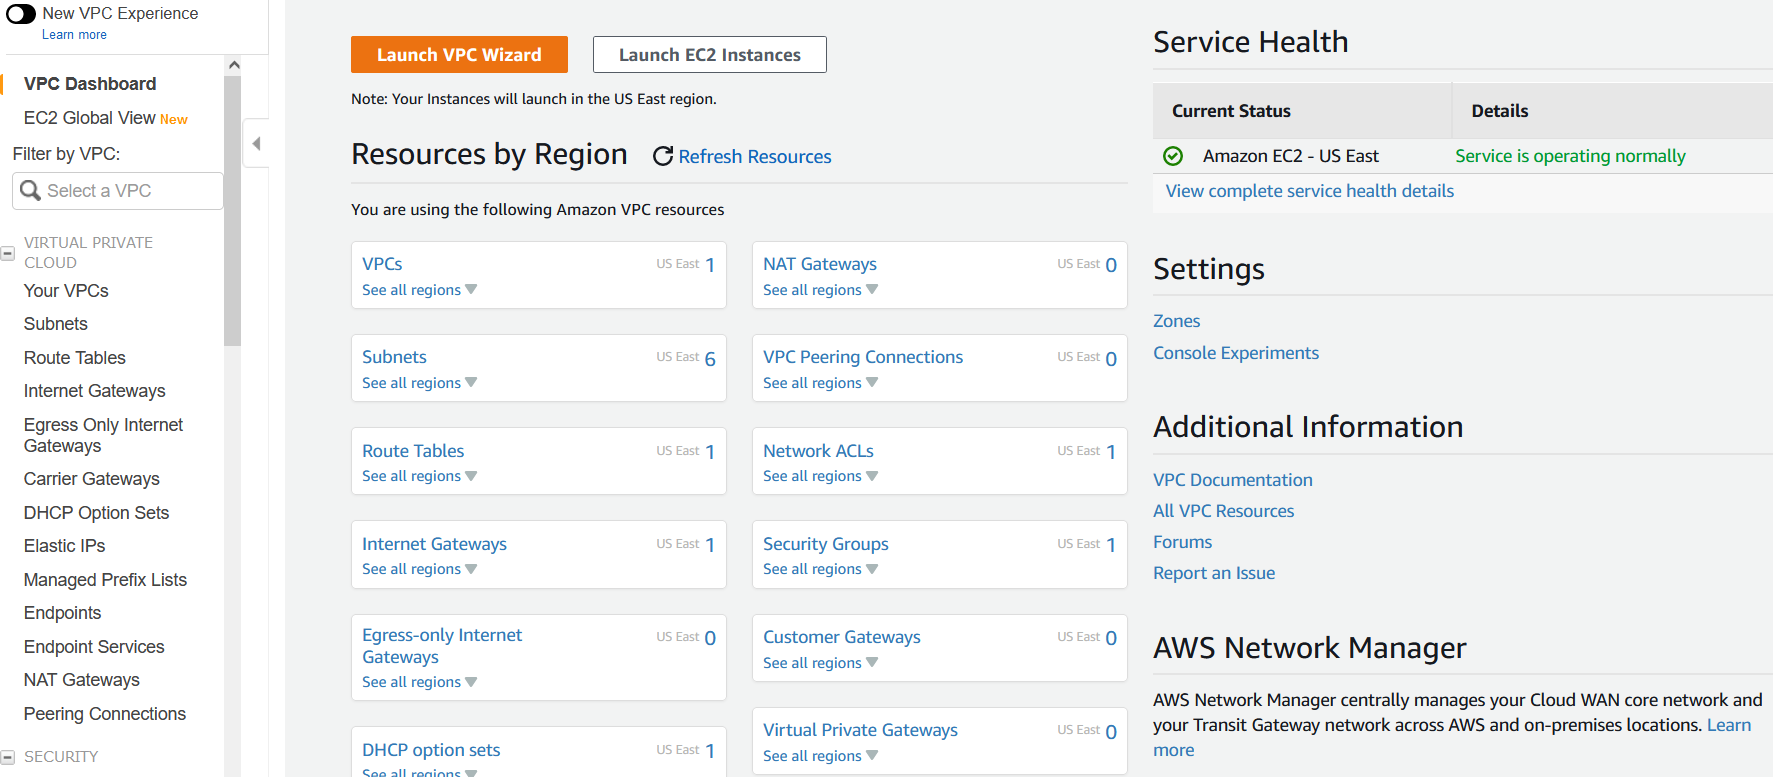 New VPC Experience
Learn more
VPC Dashboard
EC2 Global View New
Filter by VPC:
Select a VPC
VIRTUAL PRIVATE
CLOUD
Your VPCs
Subnets
Route Tables
Internet Gateways
Egress Only Internet
Gateways
Carrier Gateways
DHCP Option Sets
Elastic IPs
Managed Prefix Lists
Endpoints
Endpoint Services
NAT Gateways
Peering Connections
SECURITY
Launch VPC Wizard
Launch EC2 Instances
Note: Your Instances will launch in the US East region.
Resources by Region
Refresh Resources
You are using the following Amazon VPC resources
VPCs US East 1
See all regions
NAT Gateways US East 0
See all regions
Subnets US East 6
See all regions
VPC Peering Connections US East 0
See all regions
Route Tables US East 1
See all regions
Network ACLs US East 1
See all regions
Internet Gateways US East 1
See all regions
Security Groups US East 1
See all regions
Egress-only Internet US East 0
Gateways
See all regions
Customer Gateways US East 0
See all regions
DHCP option sets US East 1
See all regions
Virtual Private Gateways US East 0
See all regions
Service Health
Current Status Details
Amazon EC2 - US East Service is operating normally
View complete service health details
Settings
Zones
Console Experiments
Additional Information
VPC Documentation
All VPC Resources
Forums
Report an Issue
AWS Network Manager
AWS Network Manager centrally manages your Cloud WAN core network and
your Transit Gateway network across AWS and on-premises locations. Learn
more